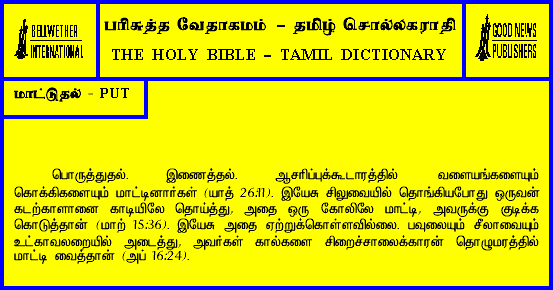 BELLWETHER
INTERNATIONAL
பரிசுத்த வேதாகமம் – தமிழ் சொல்லகராதி
THE HOLY BIBLE – TAMIL DICTIONARY
GOOD NEWS
PUBLISHERS
மாட்டுதல் - PUT
பொருத்துதல். இணைத்தல். ஆசரிப்புக்கூடாரத்தில் வளையங்களையும்
கொக்கிகளையும் மாட்டினார்கள் (யாத் 26:11). இயேசு சிலுவையில் தொங்கியபோது ஒருவன்
கடற்காளானை காடியிலே தொய்த்து, அதை ஒரு கோலிலே மாட்டி, அவருக்கு குடிக்க
கொடுத்தான் (மாற் 15:36). இயேசு அதை ஏற்றுக்கொள்ளவில்லை. பவுலையும் சீலாவையும்
உட்காவலறையில் அடைத்து, அவர்கள் கால்களை சிறைச்சாலைக்காரன் தொழுமரத்தில்
மாட்டி வைத்தான் (அப் 16:24).